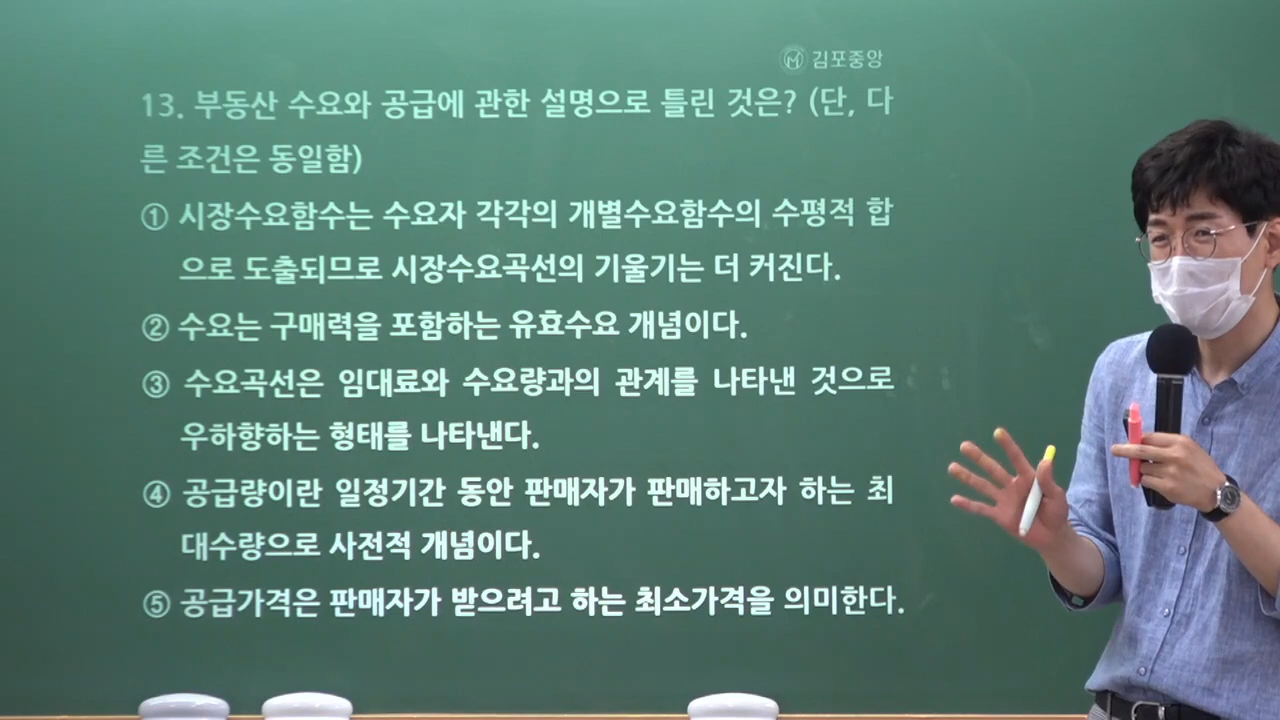 김포중앙
13. 부동산 수요와 공급에 관한 설명으로 틀린 것은? (단, 다
른 조건은 동일함)
① 시장수요함수는 수요자 각각의 개별수요함수의 수평적 합
으로 도출되므로 시장수요곡선의 기울기는 더 커진다.
② 수요는 구매력을 포함하는 유효수요 개념이다.
③ 수요곡선은 임대료와 수요량과의 관계를 나타낸 것으로
우하향하는 형태를 나타낸다.
④ 공급량이란 일정기간 동안 판매자가 판매하고자 하는 최
대수량으로 사전적 개념이다.
⑤ 공급가격은 판매자가 받으려고 하는 최소가격을 의미한다.